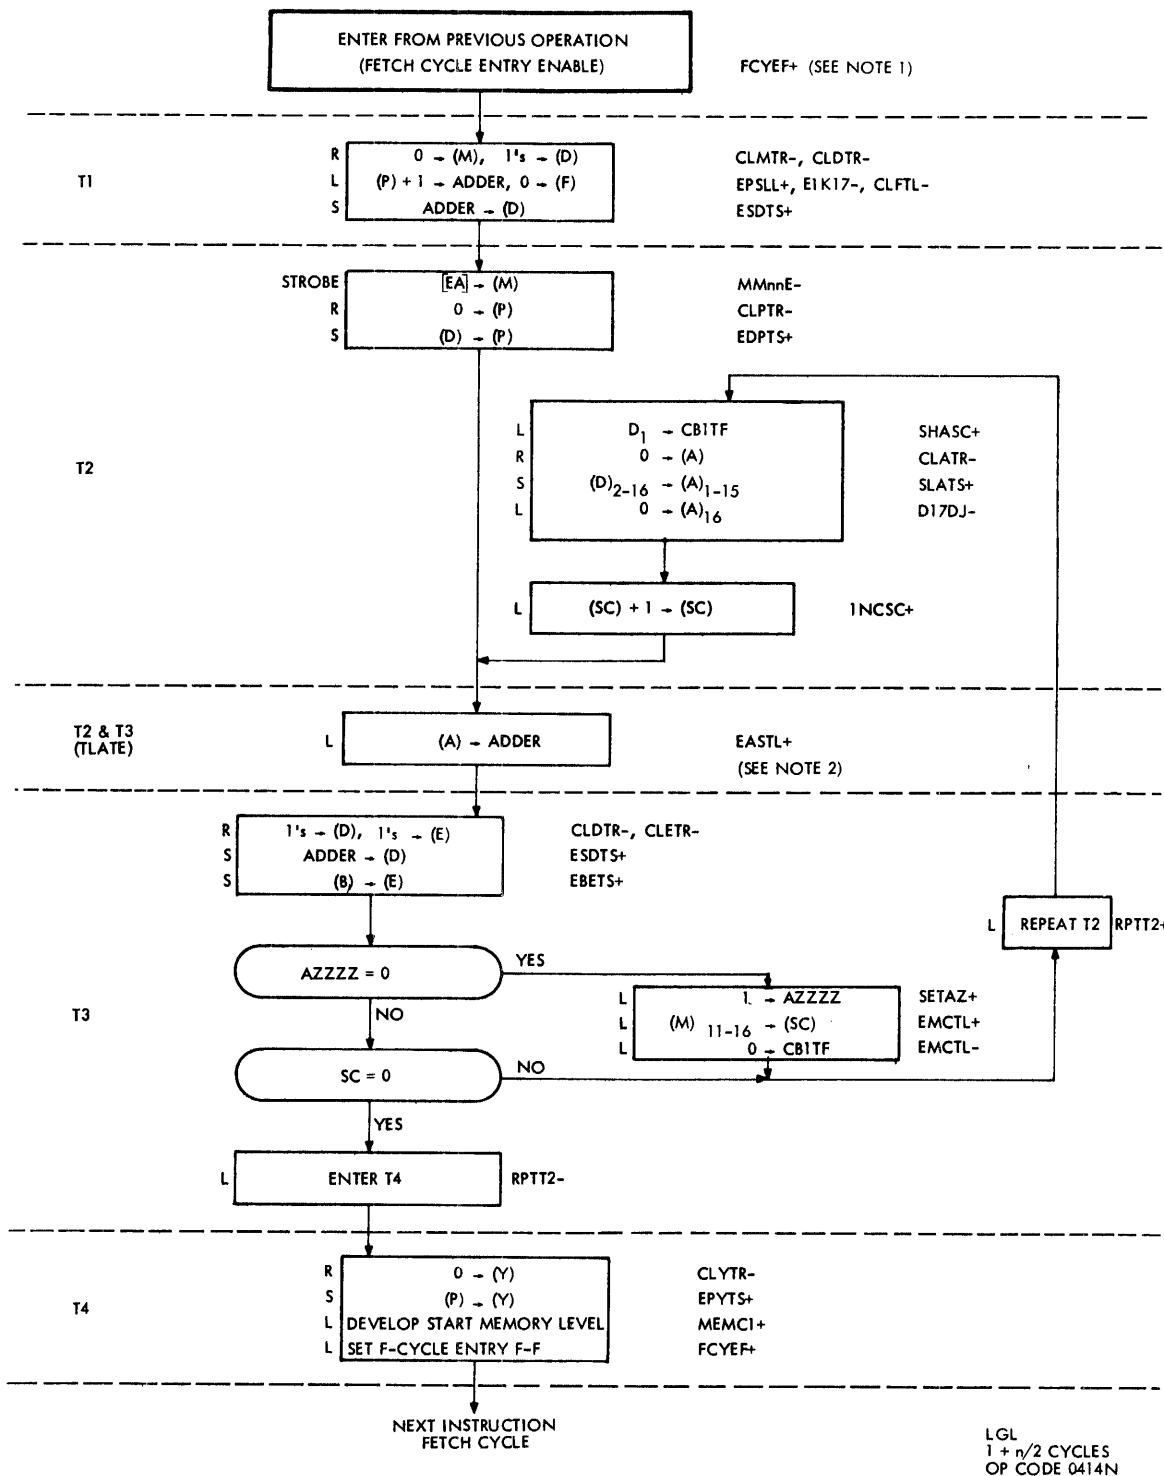 ENTER FROM PREVIOUS OPERATION
(FETCH CYCLE ENTRY ENABLE)
FCYEF+ (SEE NOTE 1)
T1
R 0 → (M), 1's → (D) CLMTR-, CLDTR-
L (P) + 1 → ADDER, 0 → (F) EPSLL+, E1K17-, CLFTL-
S ADDER → (D) ESDTS+
STROBE [EA] → (M) MMnnE-
R 0 → (P) CLPTR-
S (D) → (P) EDPTS+
T2
L D1 → CB1TF SHASC+
R 0 → (A) CLATR-
S (D)2-16 → (A)1-15 SLATS+
L 0 → (A)16 D17DJ-
L (SC) + 1 → (SC) 1NCSC+
T2 & T3
(TLATE)
L (A) → ADDER EASTL+
(SEE NOTE 2)
R 1's → (D), 1's → (E) CLDTR-, CLETR-
S ADDER → (D) ESDTS+
S (B) → (E) EBETS+
L REPEAT T2 RPTT2+
AZZZZ = 0
YES
NO
T3
L 1 → AZZZZ SETAZ+
L (M) 11-16 → (SC) EMCTL+
L 0 → CB1TF EMCTL-
SC = 0
NO
YES
L ENTER T4 RPTT2-
T4
R 0 → (Y) CLYTR-
S (P) → (Y) EPYTS+
L DEVELOP START MEMORY LEVEL MEMC1+
L SET F-CYCLE ENTRY F-F FCYEF+
NEXT INSTRUCTION
FETCH CYCLE
LGL
1 + n/2 CYCLES
OP CODE 0414N